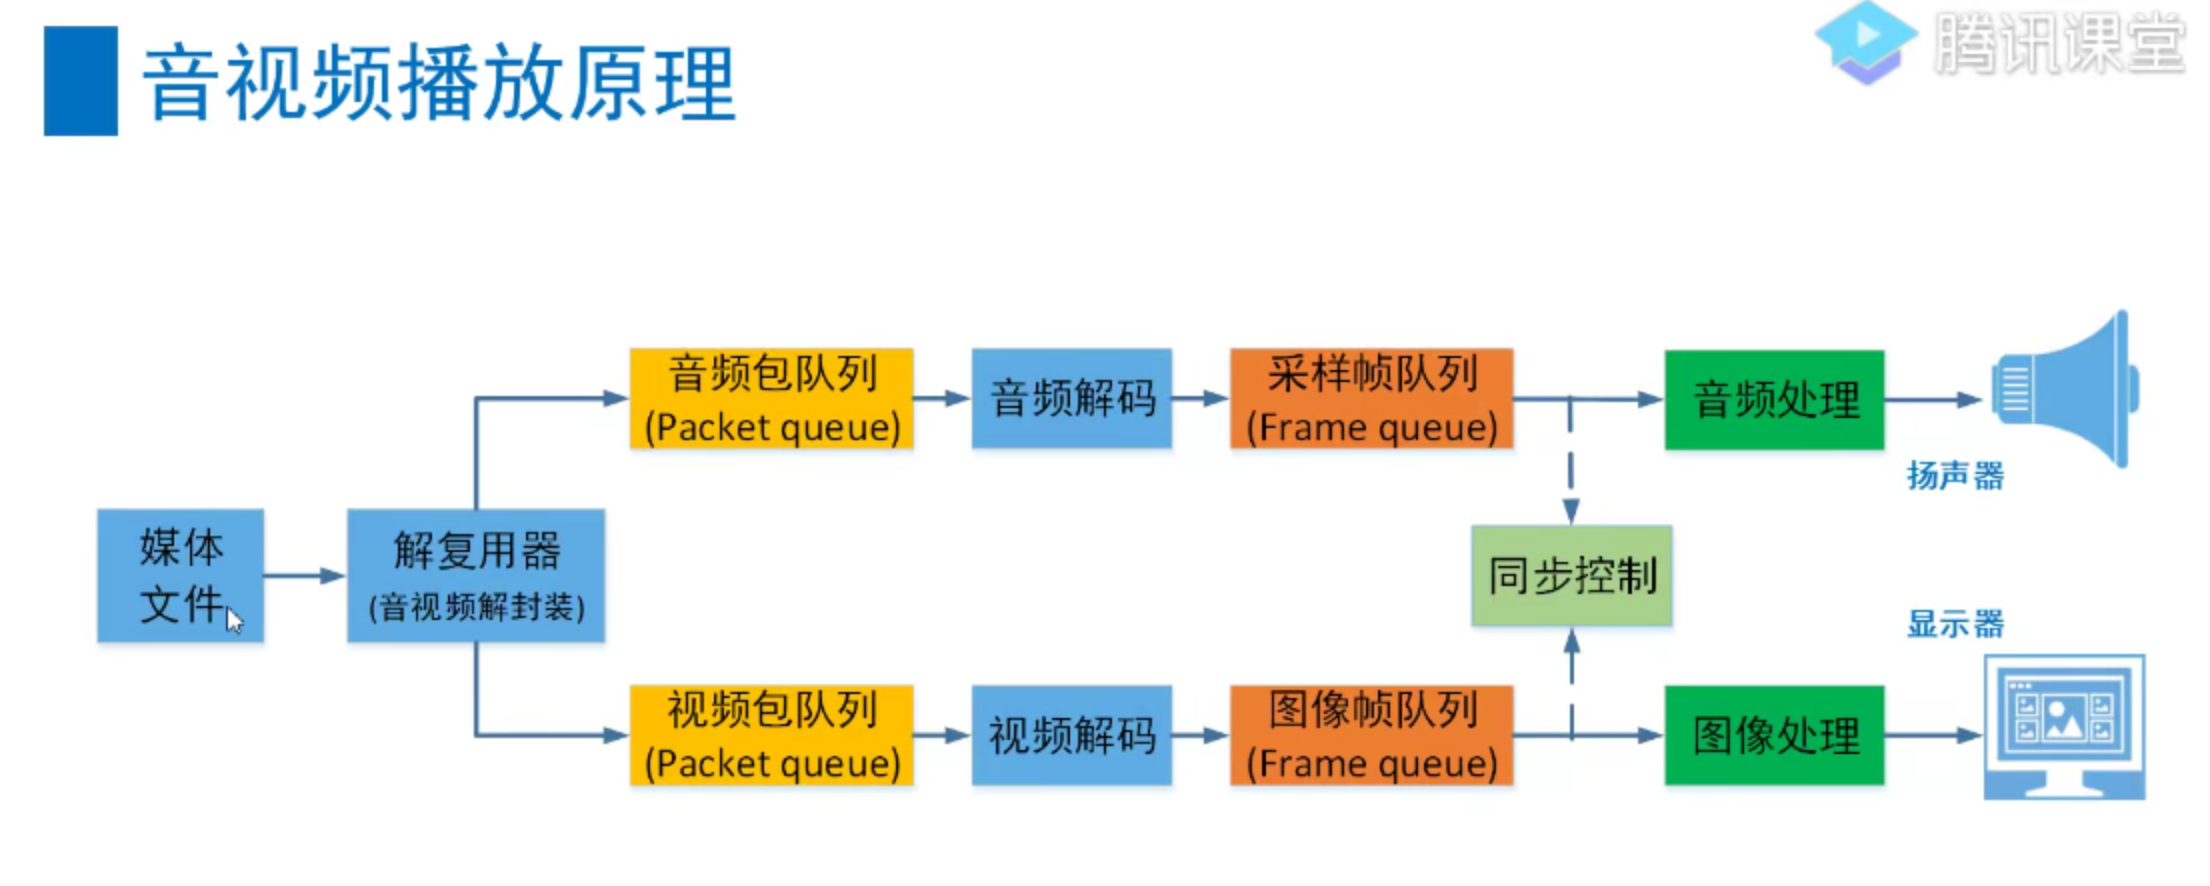 音视频播放原理
腾讯课堂
音频包队列
(Packet queue)
音频解码
采样帧队列
(Frame queue)
音频处理
扬声器
媒体
文件
解复用器
(音视频解封装)
同步控制
显示器
视频包队列
(Packet queue)
视频解码
图像帧队列
(Frame queue)
图像处理